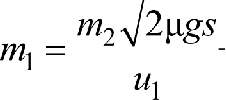 m₁ = m₂√2μgs / u₁